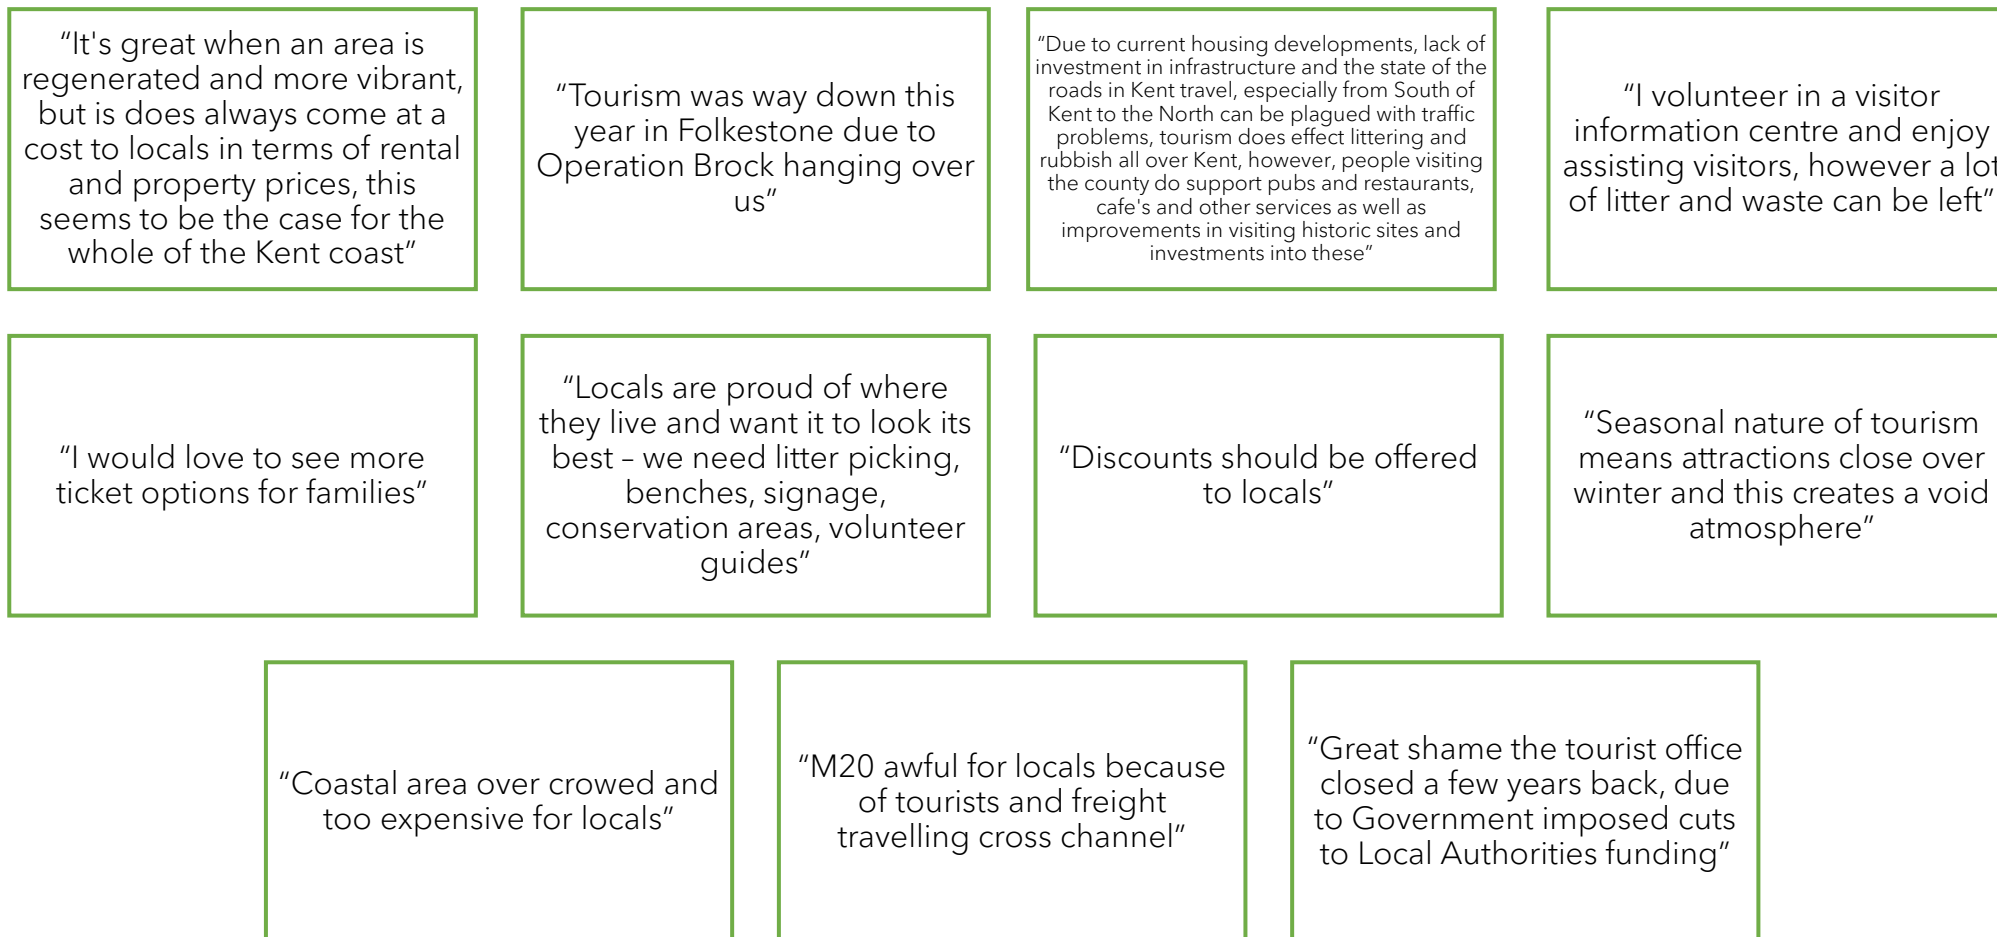 “It's great when an area is
regenerated and more vibrant,
but is does always come at a
cost to locals in terms of rental
and property prices, this
seems to be the case for the
whole of the Kent coast”
“Tourism was way down this
year in Folkestone due to
Operation Brock hanging over
us”
“Due to current housing developments, lack of
investment in infrastructure and the state of the
roads in Kent travel, especially from South of
Kent to the North can be plagued with traffic
problems, tourism does effect littering and
rubbish all over Kent, however, people visiting
the county do support pubs and restaurants,
cafe's and other services as well as
improvements in visiting historic sites and
investments into these”
“I volunteer in a visitor
information centre and enjoy
assisting visitors, however a lot
of litter and waste can be left”
“I would love to see more
ticket options for families”
“Locals are proud of where
they live and want it to look its
best – we need litter picking,
benches, signage,
conservation areas, volunteer
guides”
“Discounts should be offered
to locals”
“Seasonal nature of tourism
means attractions close over
winter and this creates a void
atmosphere”
“Coastal area over crowed and
too expensive for locals”
“M20 awful for locals because
of tourists and freight
travelling cross channel”
“Great shame the tourist office
closed a few years back, due
to Government imposed cuts
to Local Authorities funding”